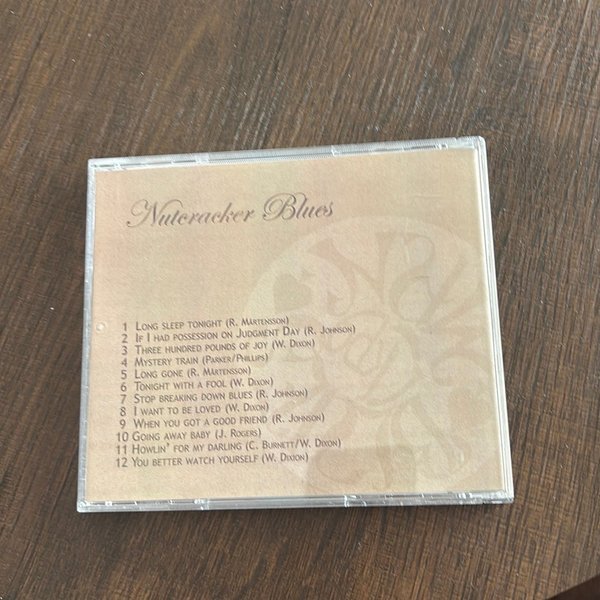 Nutcracker Blues
1 Long sleep tonight (R. Mårtensson)
2 If I had possession on Judgment Day (R. Johnson)
3 Three hundred pounds of joy (W. Dixon)
4 Mystery train (Parker/Phillips)
5 Long gone (R. Mårtensson)
6 Tonight with a fool (W. Dixon)
7 Stop breaking down blues (R. Johnson)
8 I want to be loved (W. Dixon)
9 When you got a good friend (R. Johnson)
10 Going away baby (J. Rogers)
11 Howlin' for my darling (C. Burnett/W. Dixon)
12 You better watch yourself (W. Dixion)